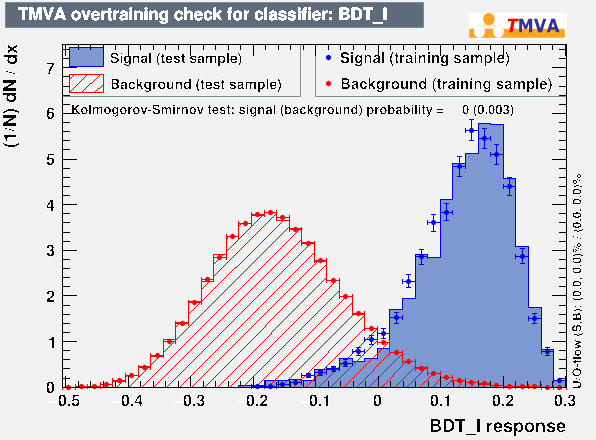 TMVA overtraining check for classifier: BDT_I
TMVA
(1/N) dN / dx
Signal (test sample)
Background (test sample)
Signal (training sample)
Background (training sample)
Kolmogorov-Smirnov test: signal (background) probability = 0 (0.003)
7
6
5
4
3
2
1
0
−0.5 −0.4 −0.3 −0.2 −0.1 0 0.1 0.2 0.3
BDT_I response
U/O-flow (S,B): (0.0, 0.0)% / (0.0, 0.0)%